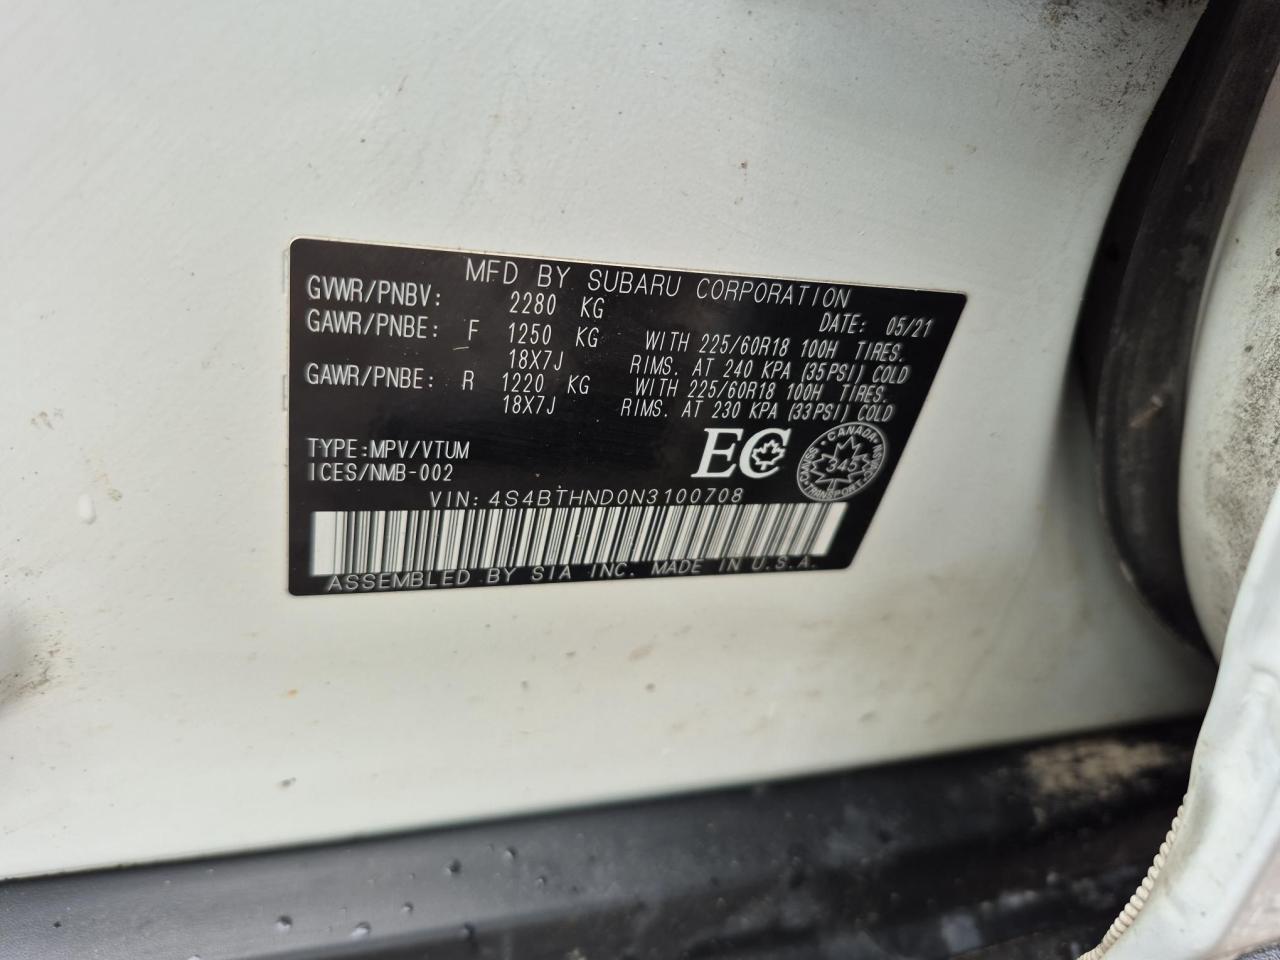 MFD BY SUBARU CORPORATION
GVWR/PNBV: 2280 KG DATE: 05/21
GAWR/PNBE: F 1250 KG WITH 225/60R18 100H TIRES.
18X7J RIMS. AT 240 KPA (35PSI) COLD
GAWR/PNBE: R 1220 KG WITH 225/60R18 100H TIRES.
18X7J RIMS. AT 230 KPA (33PSI) COLD
TYPE:MPV/VTUM
ICES/NMB-002
EC
CANADA
345
TRANSPORT
VIN: 4S4BTHND0N3100708
ASSEMBLED BY SIA INC. MADE IN U.S.A.